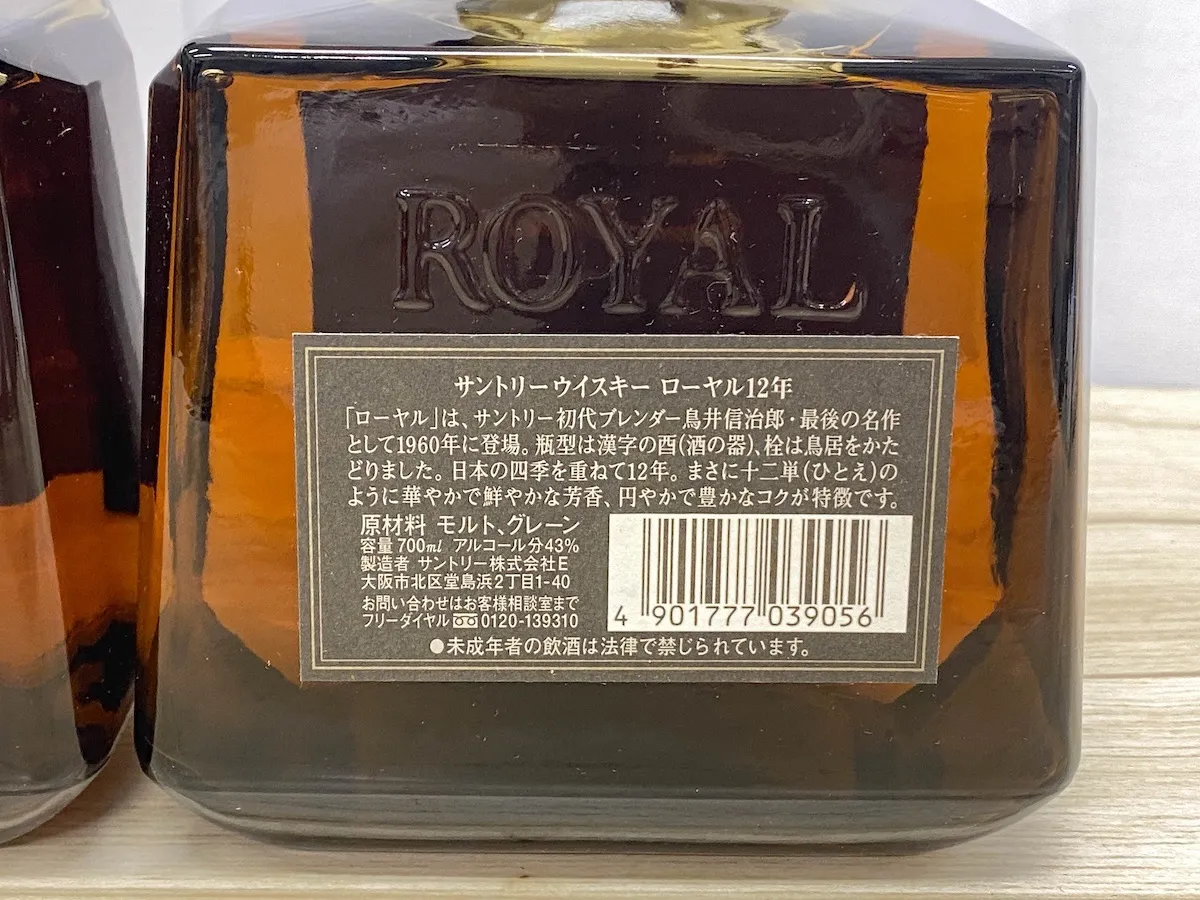 ROYAL
サントリーウイスキー ローヤル12年
「ローヤル」は、サントリー初代ブレンダー鳥井信治郎・最後の名作
として1960年に登場。瓶型は漢字の酉(酒の器)、栓は鳥居をかた
どりました。日本の四季を重ねて12年。まさに十二単(ひとえ)の
ように華やかで鮮やかな芳香、円やかで豊かなコクが特徴です。
原材料 モルト、グレーン
容量700ml アルコール分43%
製造者 サントリー株式会社E
大阪市北区堂島浜2丁目1-40
お問い合わせはお客様相談室まで
フリーダイヤル 0120-139310
4 901777 039056
●未成年者の飲酒は法律で禁じられています。